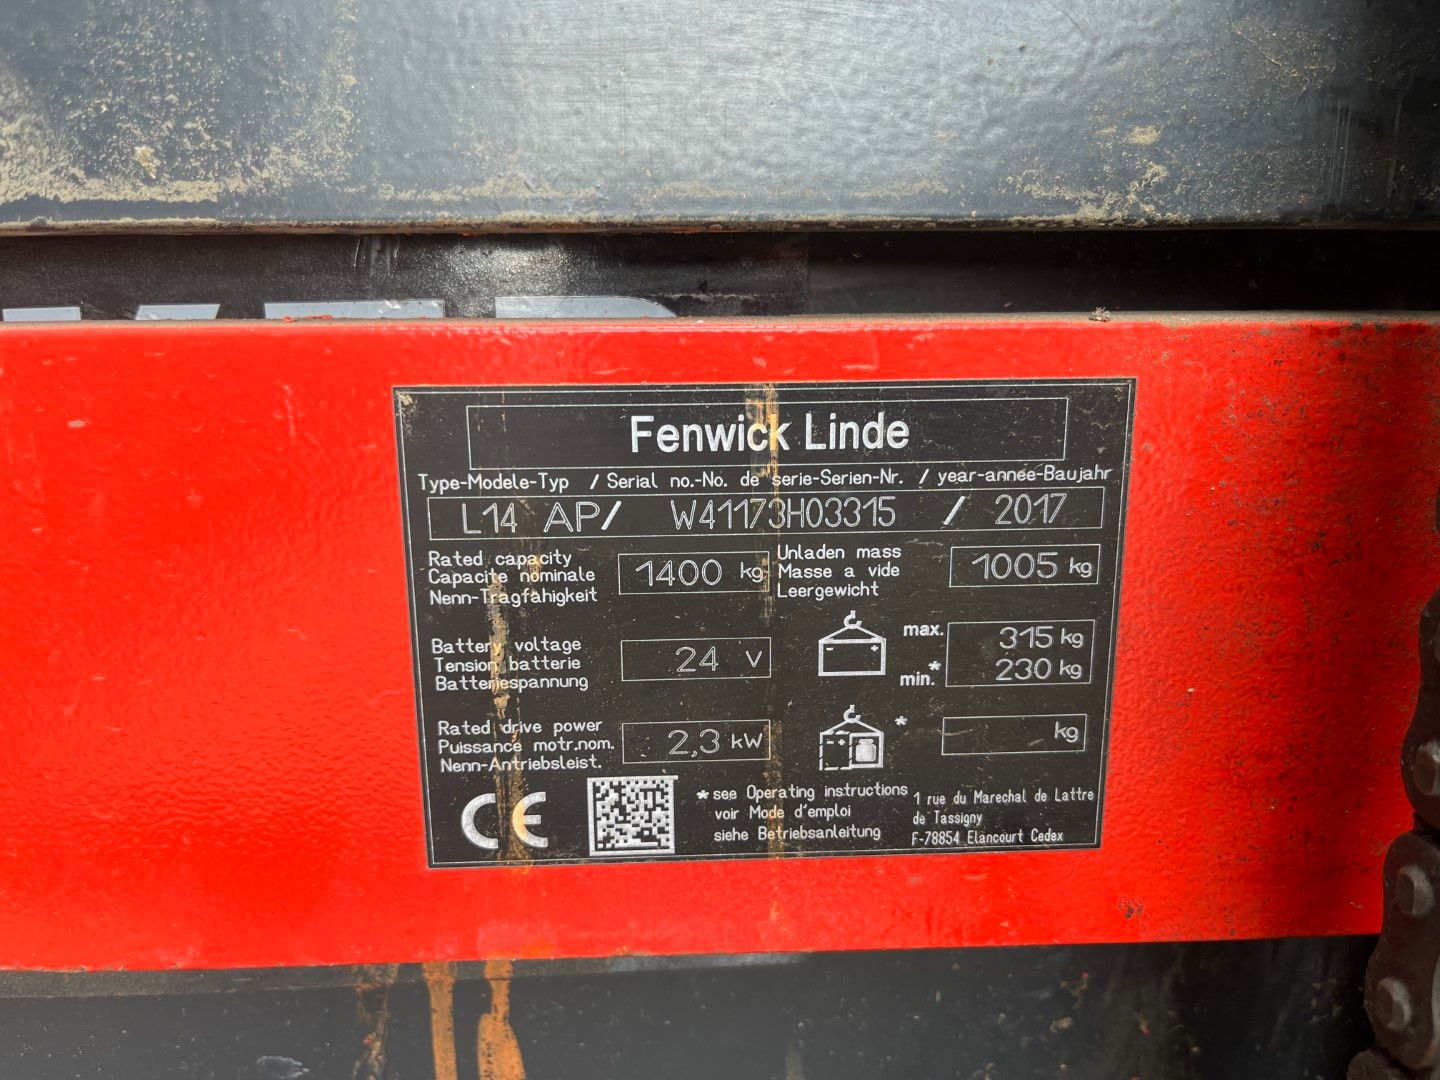 Fenwick Linde
Type-Modele-Typ / Serial no.-No. de serie-Serien-Nr. / year-annee-Baujahr
L14 AP/ W41173H03315 / 2017
Rated capacity
Capacite nominale
Nenn-Tragfähigkeit
1400 kg
Unladen mass
Masse a vide
Leergewicht
1005 kg
Battery voltage
Tension batterie
Batteriespannung
24 V
max. 315 kg
min.* 230 kg
Rated drive power
Puissance motr.nom.
Nenn-Antriebsleist.
2,3 kW
* kg
CE
* see Operating instructions
voir Mode d'emploi
siehe Betriebsanleitung
1 rue du Marechal de Lattre
de Tassigny
F-78854 Elancourt Cedex